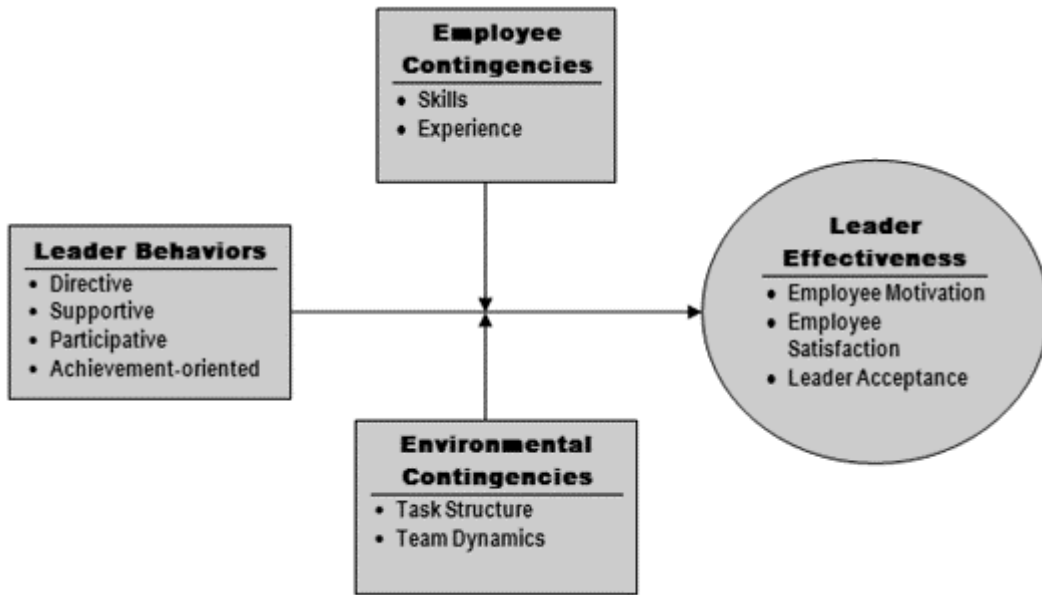 Employee
Contingencies
• Skills
• Experience
Leader Behaviors
• Directive
• Supportive
• Participative
• Achievement-oriented
Leader
Effectiveness
• Employee Motivation
• Employee
Satisfaction
• Leader Acceptance
Environmental
Contingencies
• Task Structure
• Team Dynamics